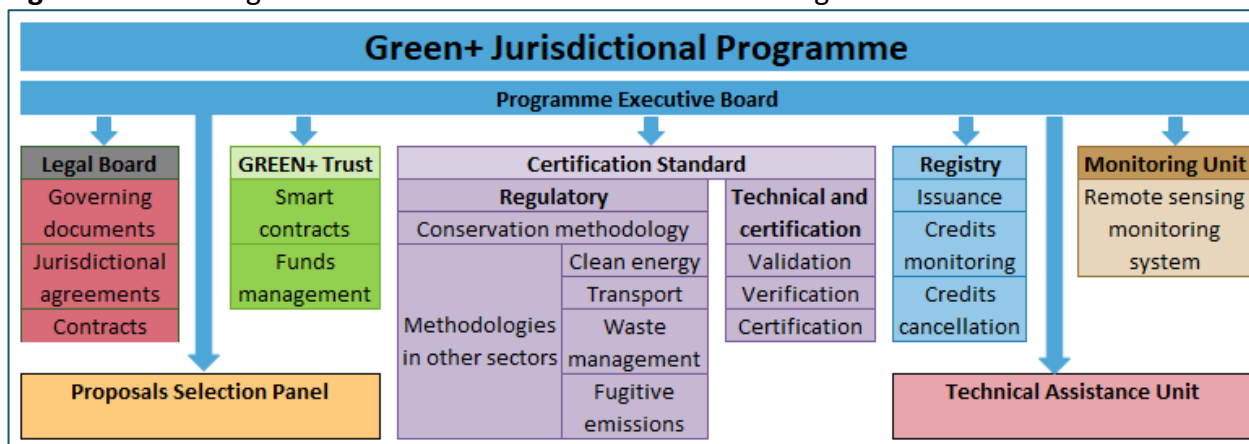 Green+ Jurisdictional Programme
Programme Executive Board
Legal Board
Governing
documents
Jurisdictional
agreements
Contracts
GREEN+ Trust
Smart
contracts
Funds
management
Certification Standard
Regulatory
Conservation methodology
Methodologies
in other sectors
Clean energy
Transport
Waste
management
Fugitive
emissions
Technical and
certification
Validation
Verification
Certification
Registry
Issuance
Credits
monitoring
Credits
cancellation
Monitoring Unit
Remote sensing
monitoring
system
Proposals Selection Panel
Technical Assistance Unit